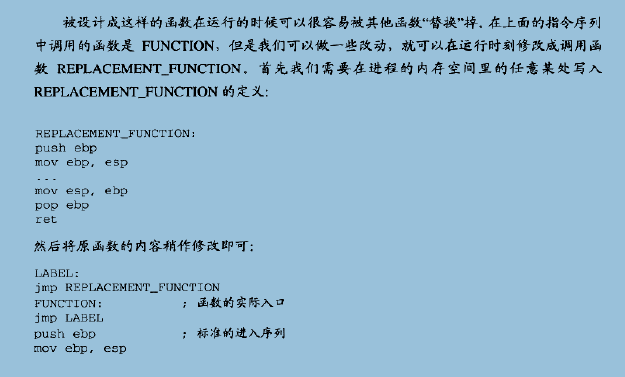 被设计成这样的函数在运行的时候可以很容易被其他函数“替换”掉，在上面的指令序列
中调用的函数是 FUNCTION，但是我们可以做一些改动，就可以在运行时刻修改成调用函
数 REPLACEMENT_FUNCTION。首先我们需要在进程的内存空间里的任意某处写入
REPLACEMENT_FUNCTION 的定义：
REPLACEMENT_FUNCTION:
push ebp
mov ebp, esp
...
mov esp, ebp
pop ebp
ret
然后将原函数的内容稍作修改即可：
LABEL:
jmp REPLACEMENT_FUNCTION
FUNCTION: ; 函数的实际入口
jmp LABEL
push ebp ; 标准的进入序列
mov ebp, esp